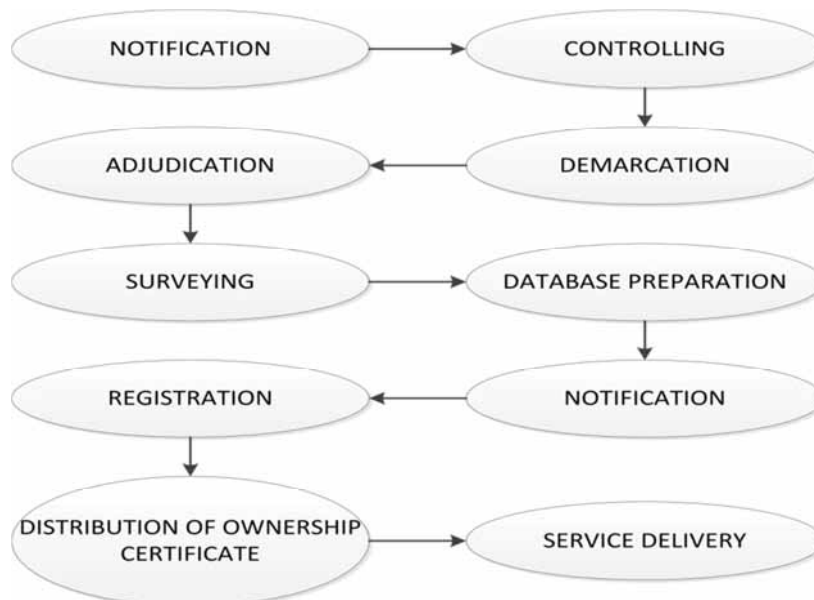 NOTIFICATION
CONTROLLING
ADJUDICATION
DEMARCATION
SURVEYING
DATABASE PREPARATION
REGISTRATION
NOTIFICATION
DISTRIBUTION OF OWNERSHIP
CERTIFICATE
SERVICE DELIVERY